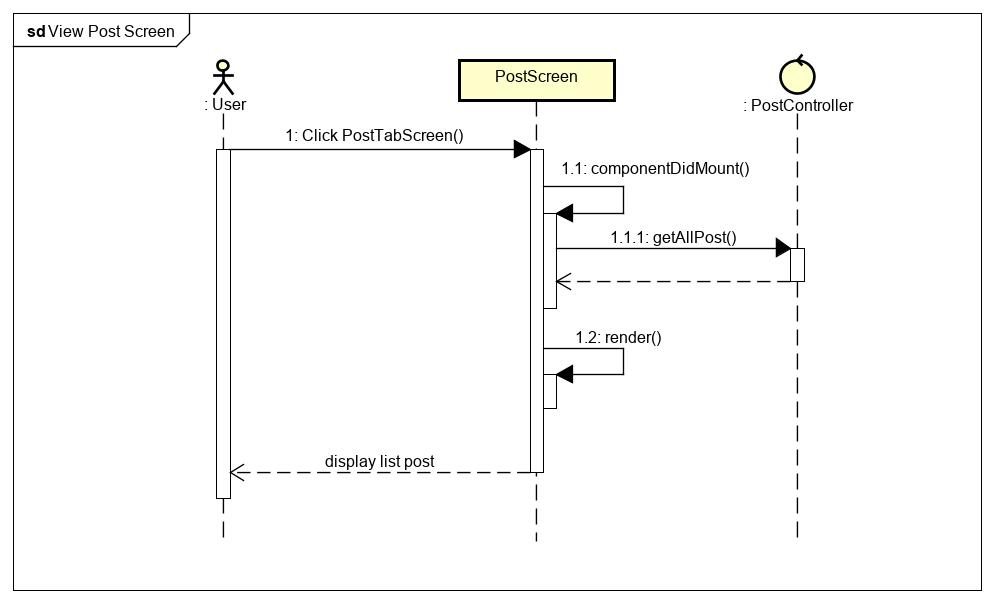 sd View Post Screen
: User
PostScreen
: PostController
1: Click PostTabScreen()
1.1: componentDidMount()
1.1.1: getAllPost()
1.2: render()
display list post